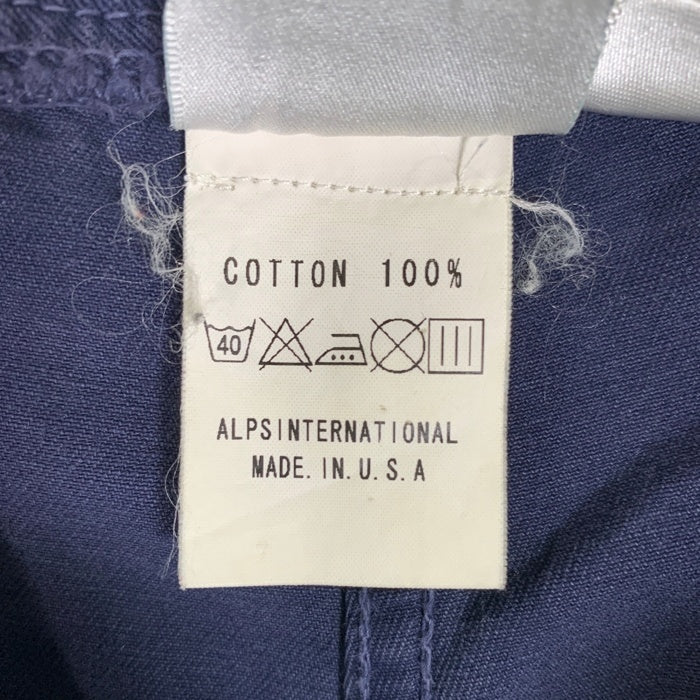 COTTON 100%
40
ALPSINTERNATIONAL
MADE. IN. U. S. A